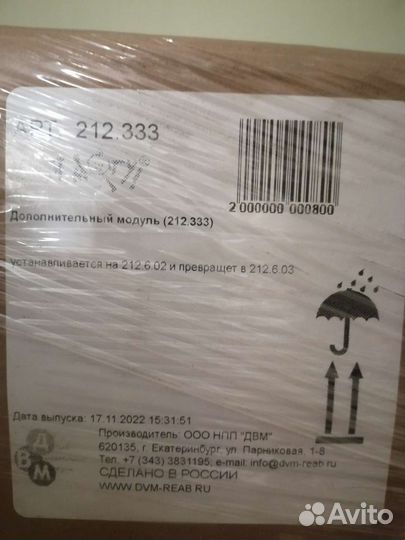 АРТ. 212.333
2 000000 000800
Дополнительный модуль (212.333)
устанавливается на 212.6.02 и превращет в 212.6.03
Дата выпуска: 17.11.2022 15:31:51
Производитель: ООО НПП "ДВМ"
620135, г. Екатеринбург ул. Парниковая, 1-8
Тел. +7 (343) 3831195, e-mail: info@dvm-reab.ru
СДЕЛАНО В РОССИИ
WWW.DVM-REAB.RU
Д
В М
Avito